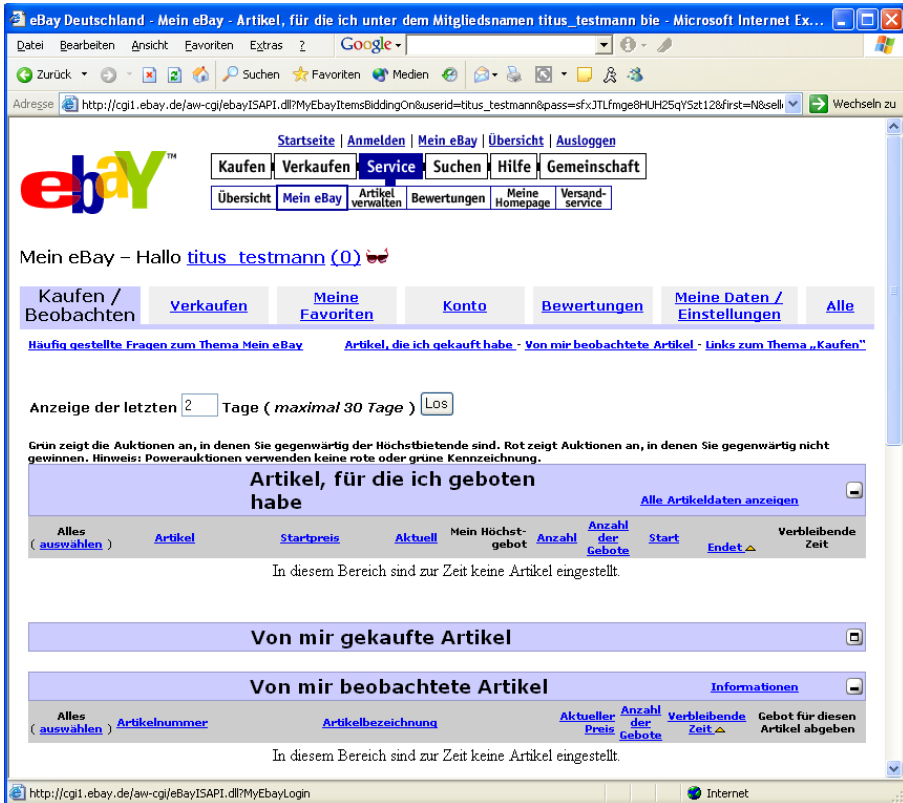 eBay Deutschland - Mein eBay - Artikel, für die ich unter dem Mitgliedsnamen titus_testmann bie - Microsoft Internet Ex...
Datei Bearbeiten Ansicht Favoriten Extras ? Google
Zurück Suchen Favoriten Medien
Adresse http://cgi1.ebay.de/aw-cgi/ebayISAPI.dll?MyEbayItemsBiddingOn&userid=titus_testmann&pass=sfxJTLfmge8HUH25qYSzt12&first=N&selle Wechseln zu
Startseite | Anmelden | Mein eBay | Übersicht | Ausloggen
ebaY™
Kaufen Verkaufen Service Suchen Hilfe Gemeinschaft
Übersicht Mein eBay Artikel verwalten Bewertungen Meine Homepage Versand-service
Mein eBay – Hallo titus_testmann (0)
Kaufen / Beobachten Verkaufen Meine Favoriten Konto Bewertungen Meine Daten / Einstellungen Alle
Häufig gestellte Fragen zum Thema Mein eBay Artikel, die ich gekauft habe - Von mir beobachtete Artikel - Links zum Thema „Kaufen"
Anzeige der letzten 2 Tage ( maximal 30 Tage ) Los
Grün zeigt die Auktionen an, in denen Sie gegenwärtig der Höchstbietende sind. Rot zeigt Auktionen an, in denen Sie gegenwärtig nicht
gewinnen. Hinweis: Powerauktionen verwenden keine rote oder grüne Kennzeichnung.
Artikel, für die ich geboten
habe Alle Artikeldaten anzeigen
Alles ( auswählen ) Artikel Startpreis Aktuell Mein Höchst-gebot Anzahl Anzahl der Gebote Start Endet Verbleibende Zeit
In diesem Bereich sind zur Zeit keine Artikel eingestellt.
Von mir gekaufte Artikel
Von mir beobachtete Artikel Informationen
Alles ( auswählen ) Artikelnummer Artikelbezeichnung Aktueller Preis Anzahl der Gebote Verbleibende Zeit Gebot für diesen Artikel abgeben
In diesem Bereich sind zur Zeit keine Artikel eingestellt.
http://cgi1.ebay.de/aw-cgi/eBayISAPI.dll?MyEbayLogin Internet